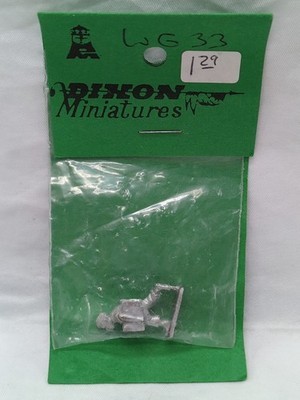 WG 33
1 29
DIXON
Miniatures